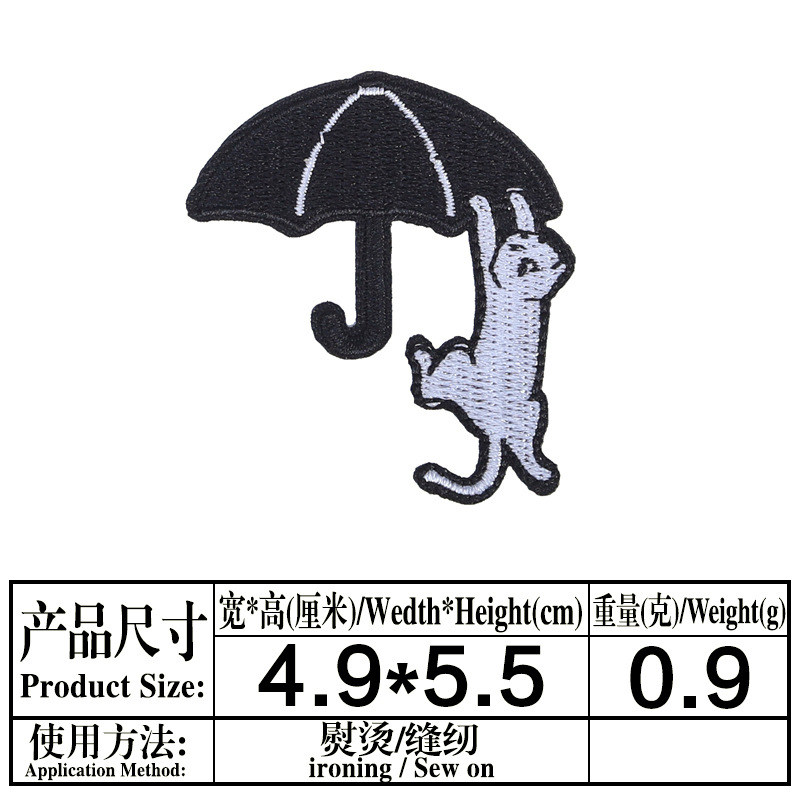 产品尺寸
Product Size:
宽*高(厘米)/Wedth*Height(cm)
重量(克)/Weight(g)
4.9*5.5
0.9
使用方法:
Application Method:
熨烫/缝纫
ironing / Sew on